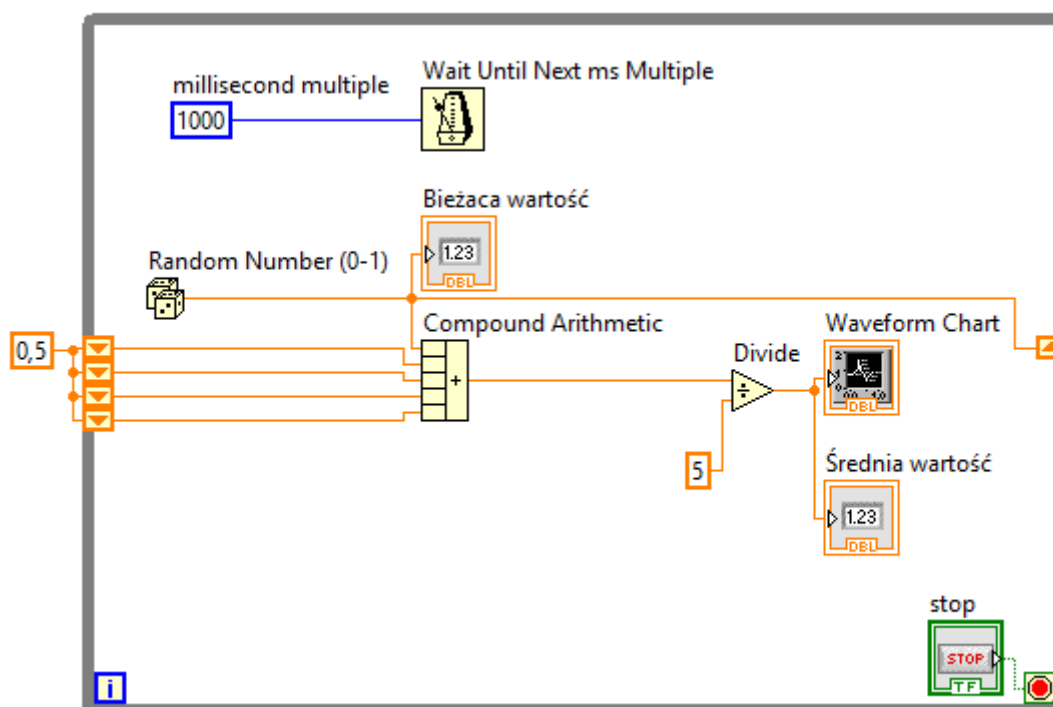 Wait Until Next ms Multiple
millisecond multiple
1000
Bieżaca wartość
1.23
DBL
Random Number (0-1)
Compound Arithmetic
Waveform Chart
0,5
Divide
+
÷
DBL
5
Średnia wartość
1.23
DBL
stop
STOP
TF
i